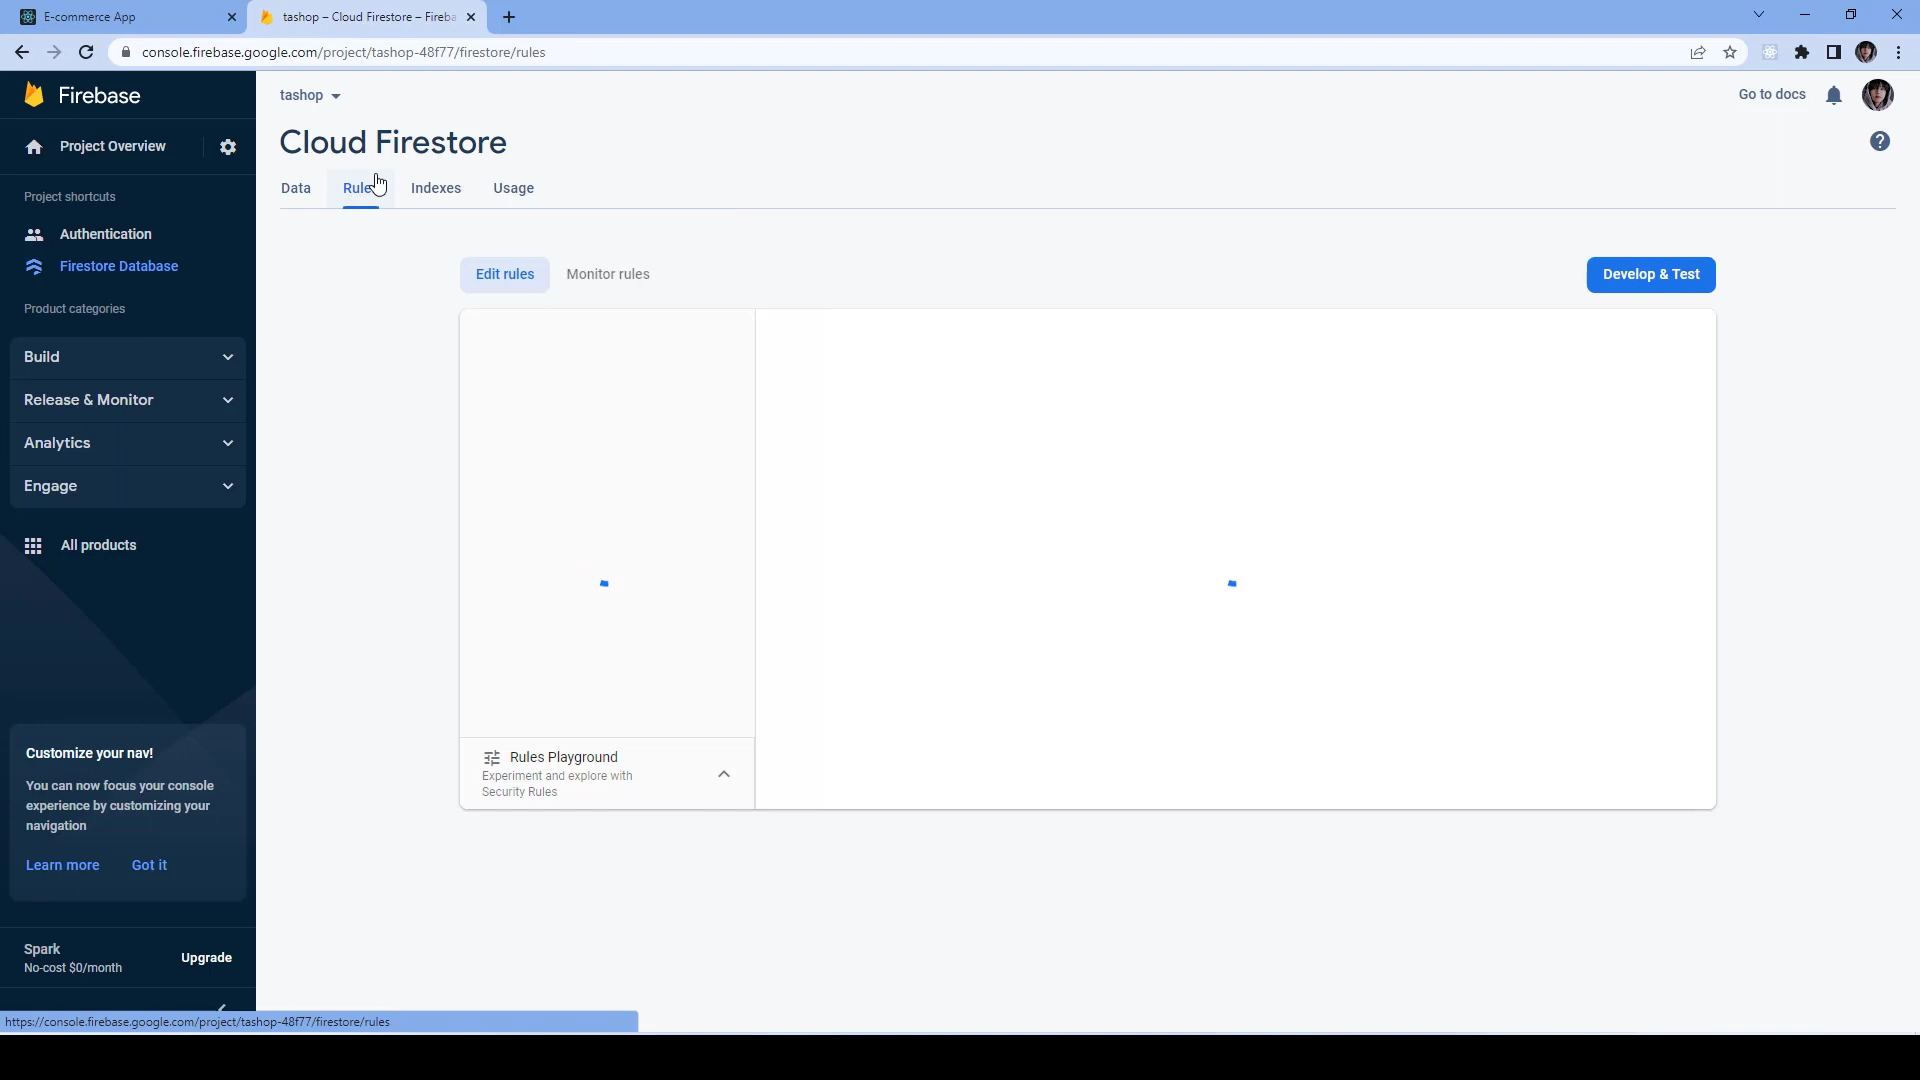 E-commerce App
tashop – Cloud Firestore – Fireba
console.firebase.google.com/project/tashop-48f77/firestore/rules
Firebase
Project Overview
Project shortcuts
Authentication
Firestore Database
Product categories
Build
Release & Monitor
Analytics
Engage
All products
Customize your nav!
You can now focus your console
experience by customizing your
navigation
Learn more Got it
Spark
No-cost $0/month
Upgrade
https://console.firebase.google.com/project/tashop-48f77/firestore/rules
tashop
Go to docs
Cloud Firestore
Data Rules Indexes Usage
Edit rules Monitor rules
Develop & Test
Rules Playground
Experiment and explore with
Security Rules